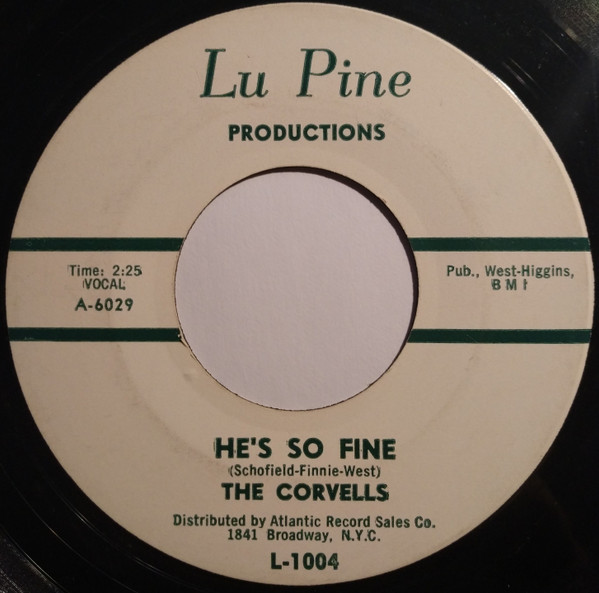 Lu Pine
PRODUCTIONS
Time: 2:25
VOCAL
A-6029
Pub., West-Higgins,
B M I
HE'S SO FINE
(Schofield-Finnie-West)
THE CORVELLS
Distributed by Atlantic Record Sales Co.
1841 Broadway, N.Y.C.
L-1004